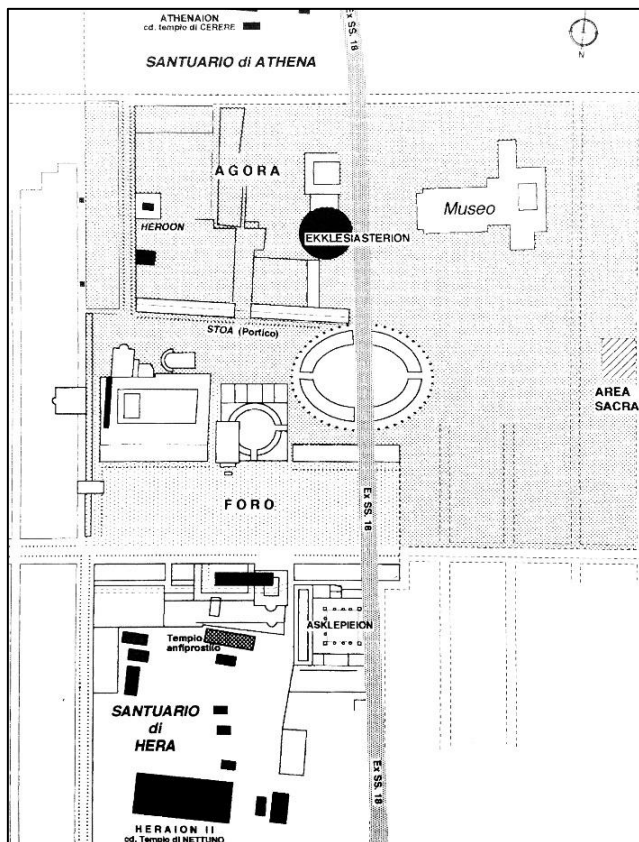 ATHENAION
cd. templo di CERERE
SANTUARIO di ATHENA
Ex SS. 18
N
AGORA
HEROON
EKKLESIASTERION
Museo
STOA (Portico)
AREA
SACRA
FORO
Ex SS. 18
ASKLEPIEION
Tempio
anfiprostilo
SANTUARIO
di
HERA
Ex SS. 18
HERAION II
cd. Tempio di NETTUNO